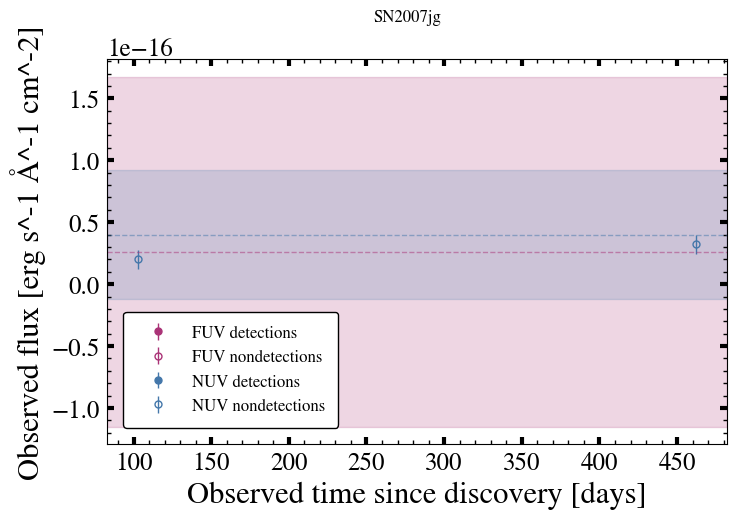 SN2007jg
1e−16
Observed flux [erg s^-1 Å^-1 cm^-2]
1.5
1.0
0.5
0.0
−0.5
−1.0
FUV detections
FUV nondetections
NUV detections
NUV nondetections
100 150 200 250 300 350 400 450
Observed time since discovery [days]